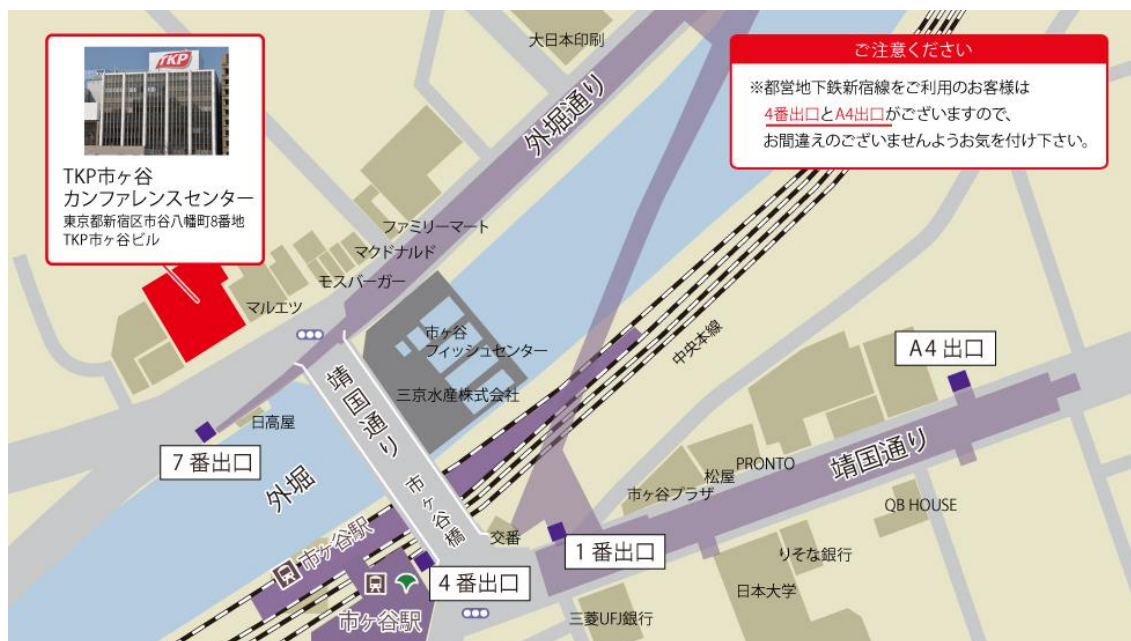 大日本印刷
TKP
TKP市ヶ谷
カンファレンスセンター
東京都新宿区市谷八幡町8番地
TKP市ヶ谷ビル
ご注意ください
※都営地下鉄新宿線をご利用のお客様は
4番出口とA4出口がございますので、
お間違えのございませんようお気を付け下さい。
外堀通り
ファミリーマート
マクドナルド
モスバーガー
マルエツ
市ヶ谷
フィッシュセンター
三京水産株式会社
中央本線
A4 出口
靖国通り
日高屋
7 番出口
外堀
市ヶ谷橋
靖国通り
PRONTO
松屋
市ヶ谷プラザ
QB HOUSE
市ヶ谷駅
交番
1 番出口
りそな銀行
4 番出口
日本大学
市ヶ谷駅
三菱UFJ銀行